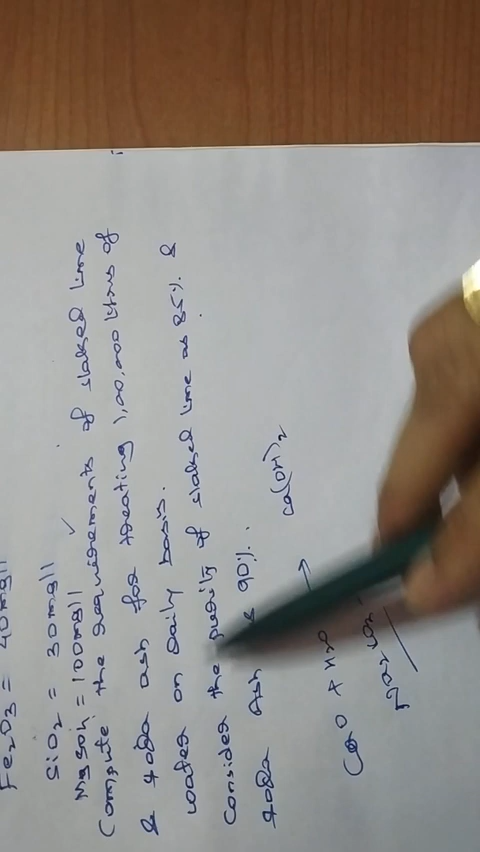 Fe2O3 = 40mg/l
SiO2 = 30mg/l
MgSO4 = 100mg/l ✓
Compute the requirements of slaked lime
& soda ash for treating 1,00,000 litres of
water on daily basis.
Consider the purity of slaked lime as 85% &
soda Ash 90%.
CaO + H2O → Ca(OH)2